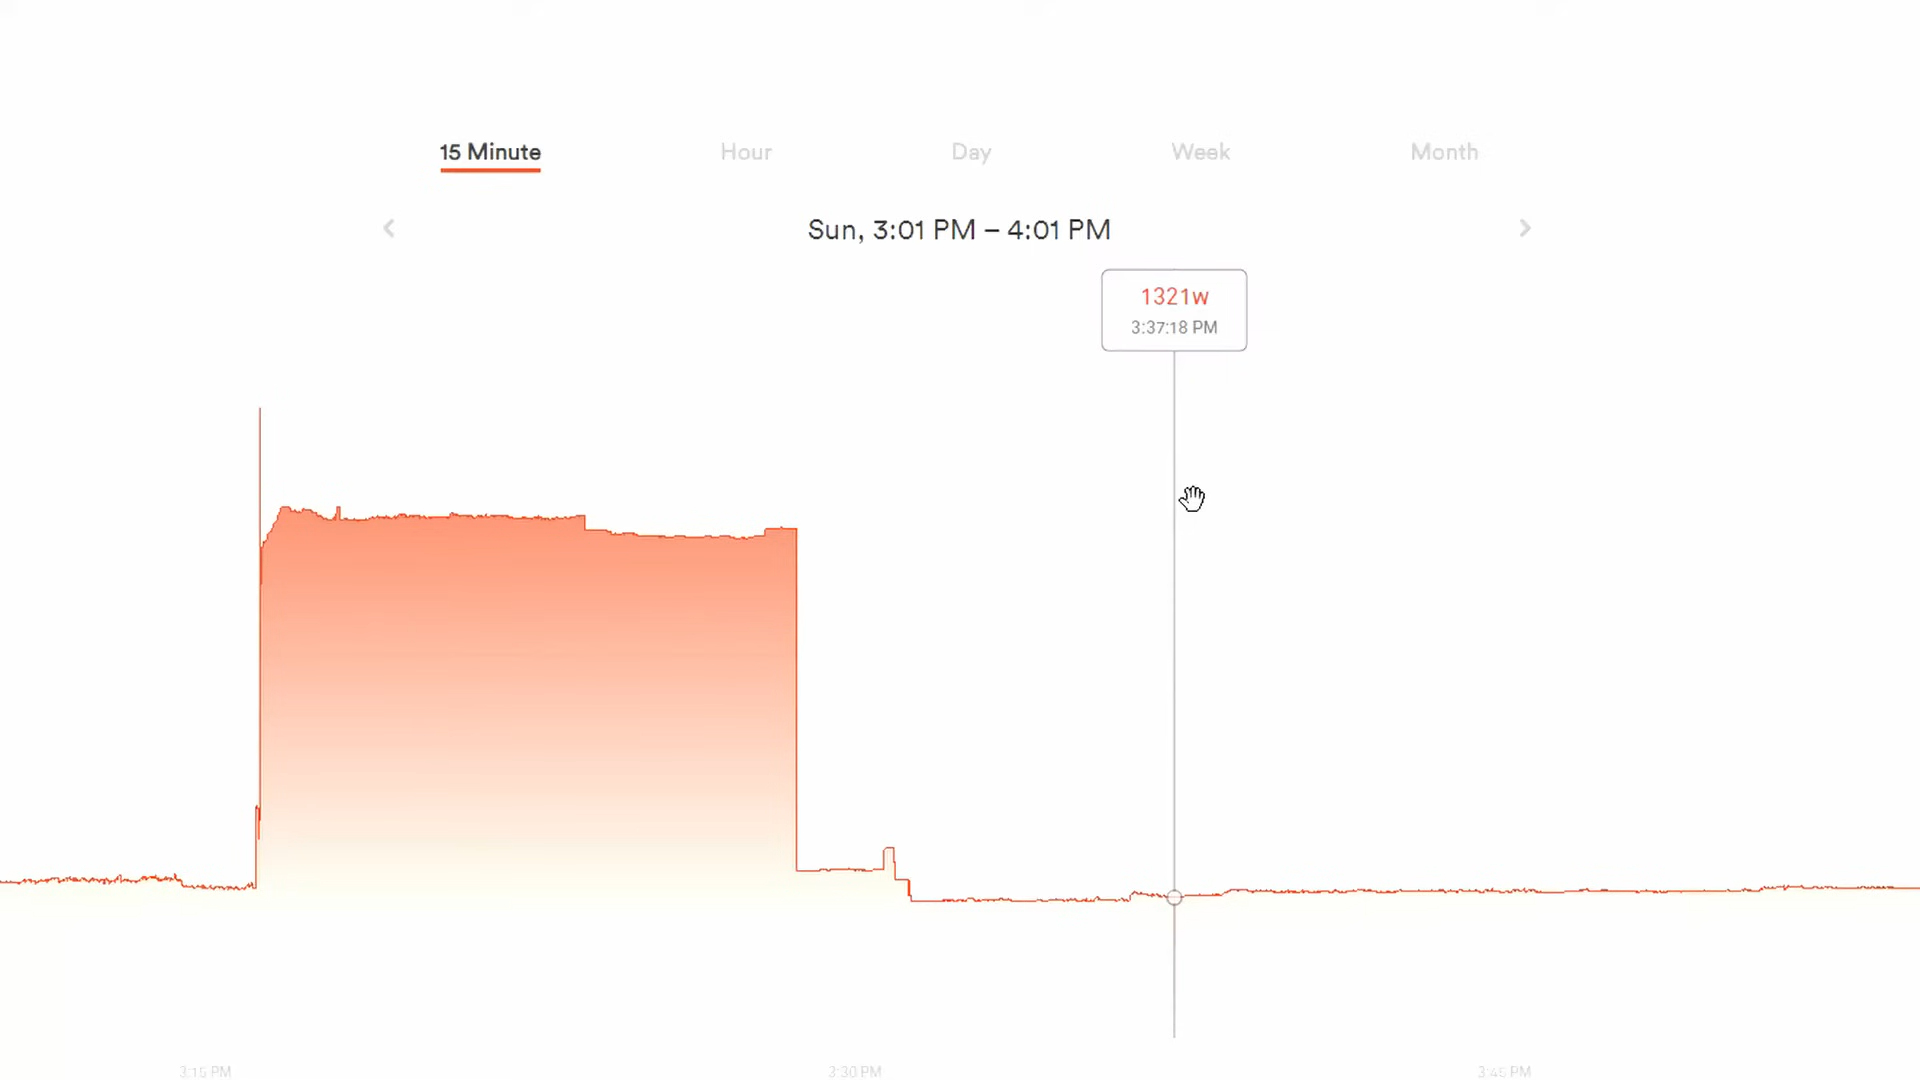 15 Minute
Hour
Day
Week
Month
Sun, 3:01 PM – 4:01 PM
1321w
3:37:18 PM
3:15 PM
3:30 PM
3:45 PM